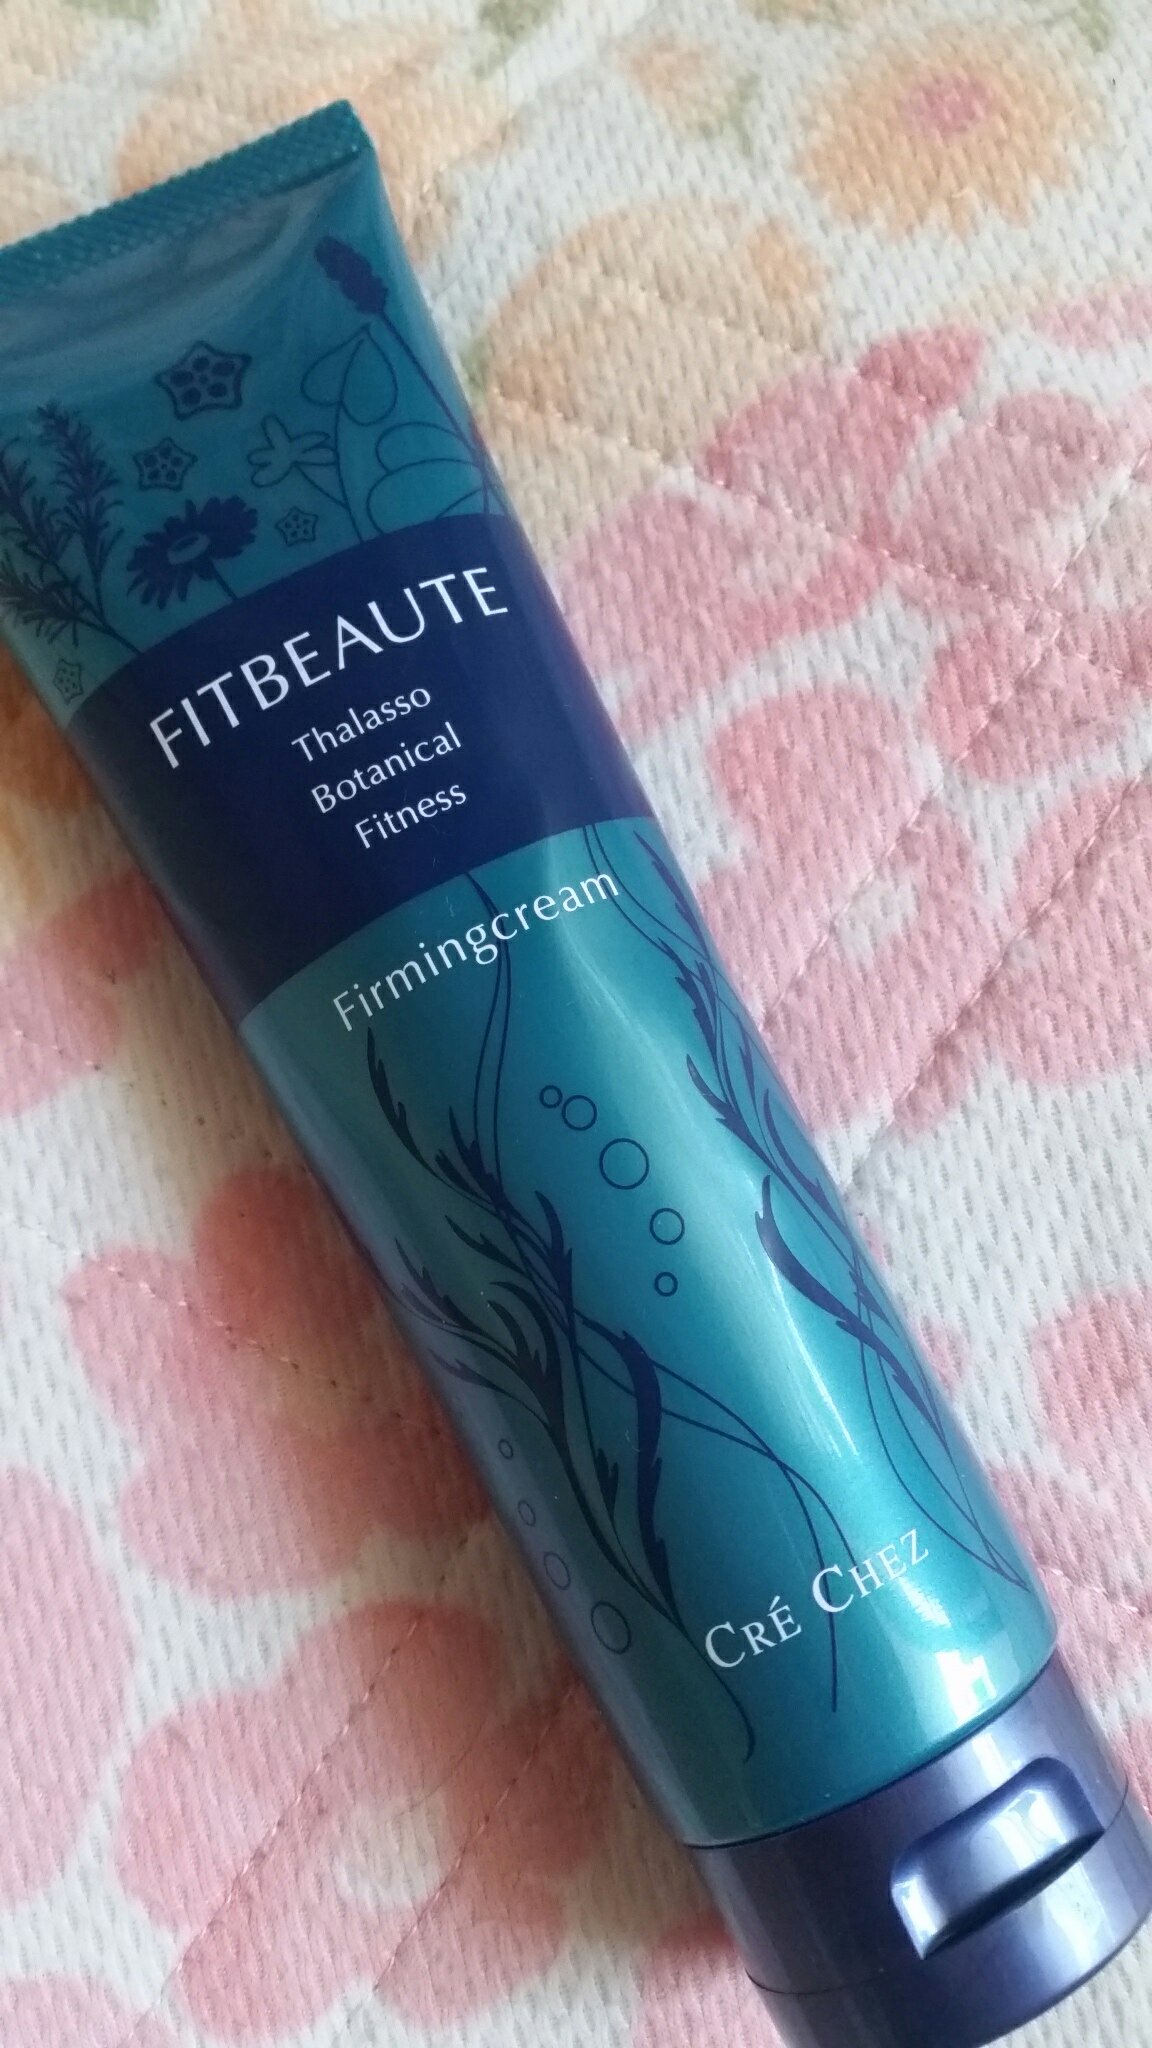 FITBEAUTE
Thalasso
Botanical
Fitness
Firmingcream
CRÉ CHEZ